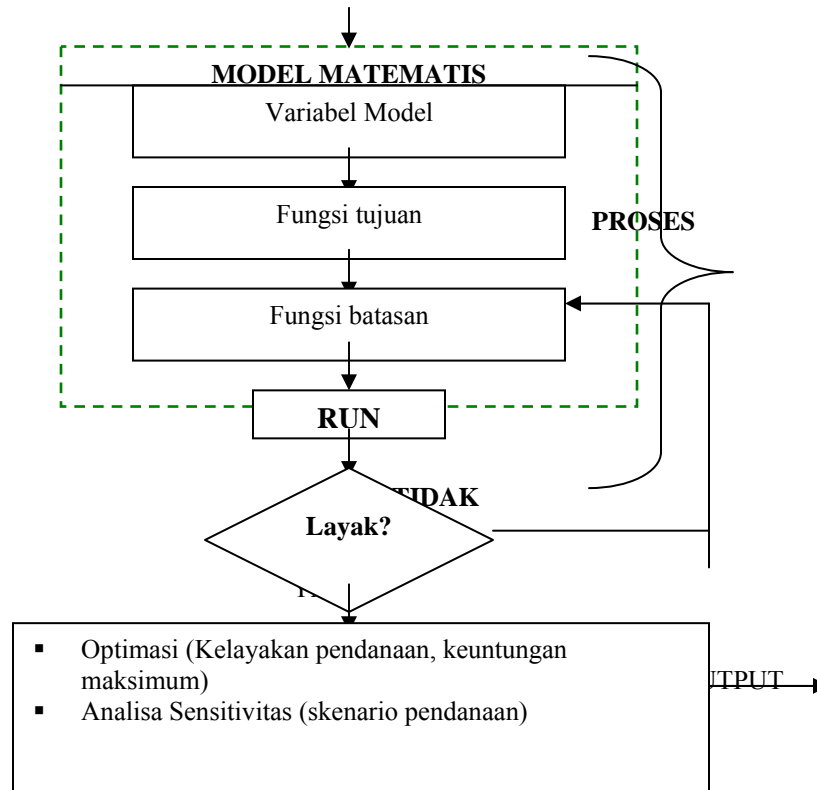 MODEL MATEMATIS
Variabel Model
Fungsi tujuan
PROSES
Fungsi batasan
RUN
TIDAK
Layak?
▪ Optimasi (Kelayakan pendanaan, keuntungan
maksimum)
UTPUT
▪ Analisa Sensitivitas (skenario pendanaan)